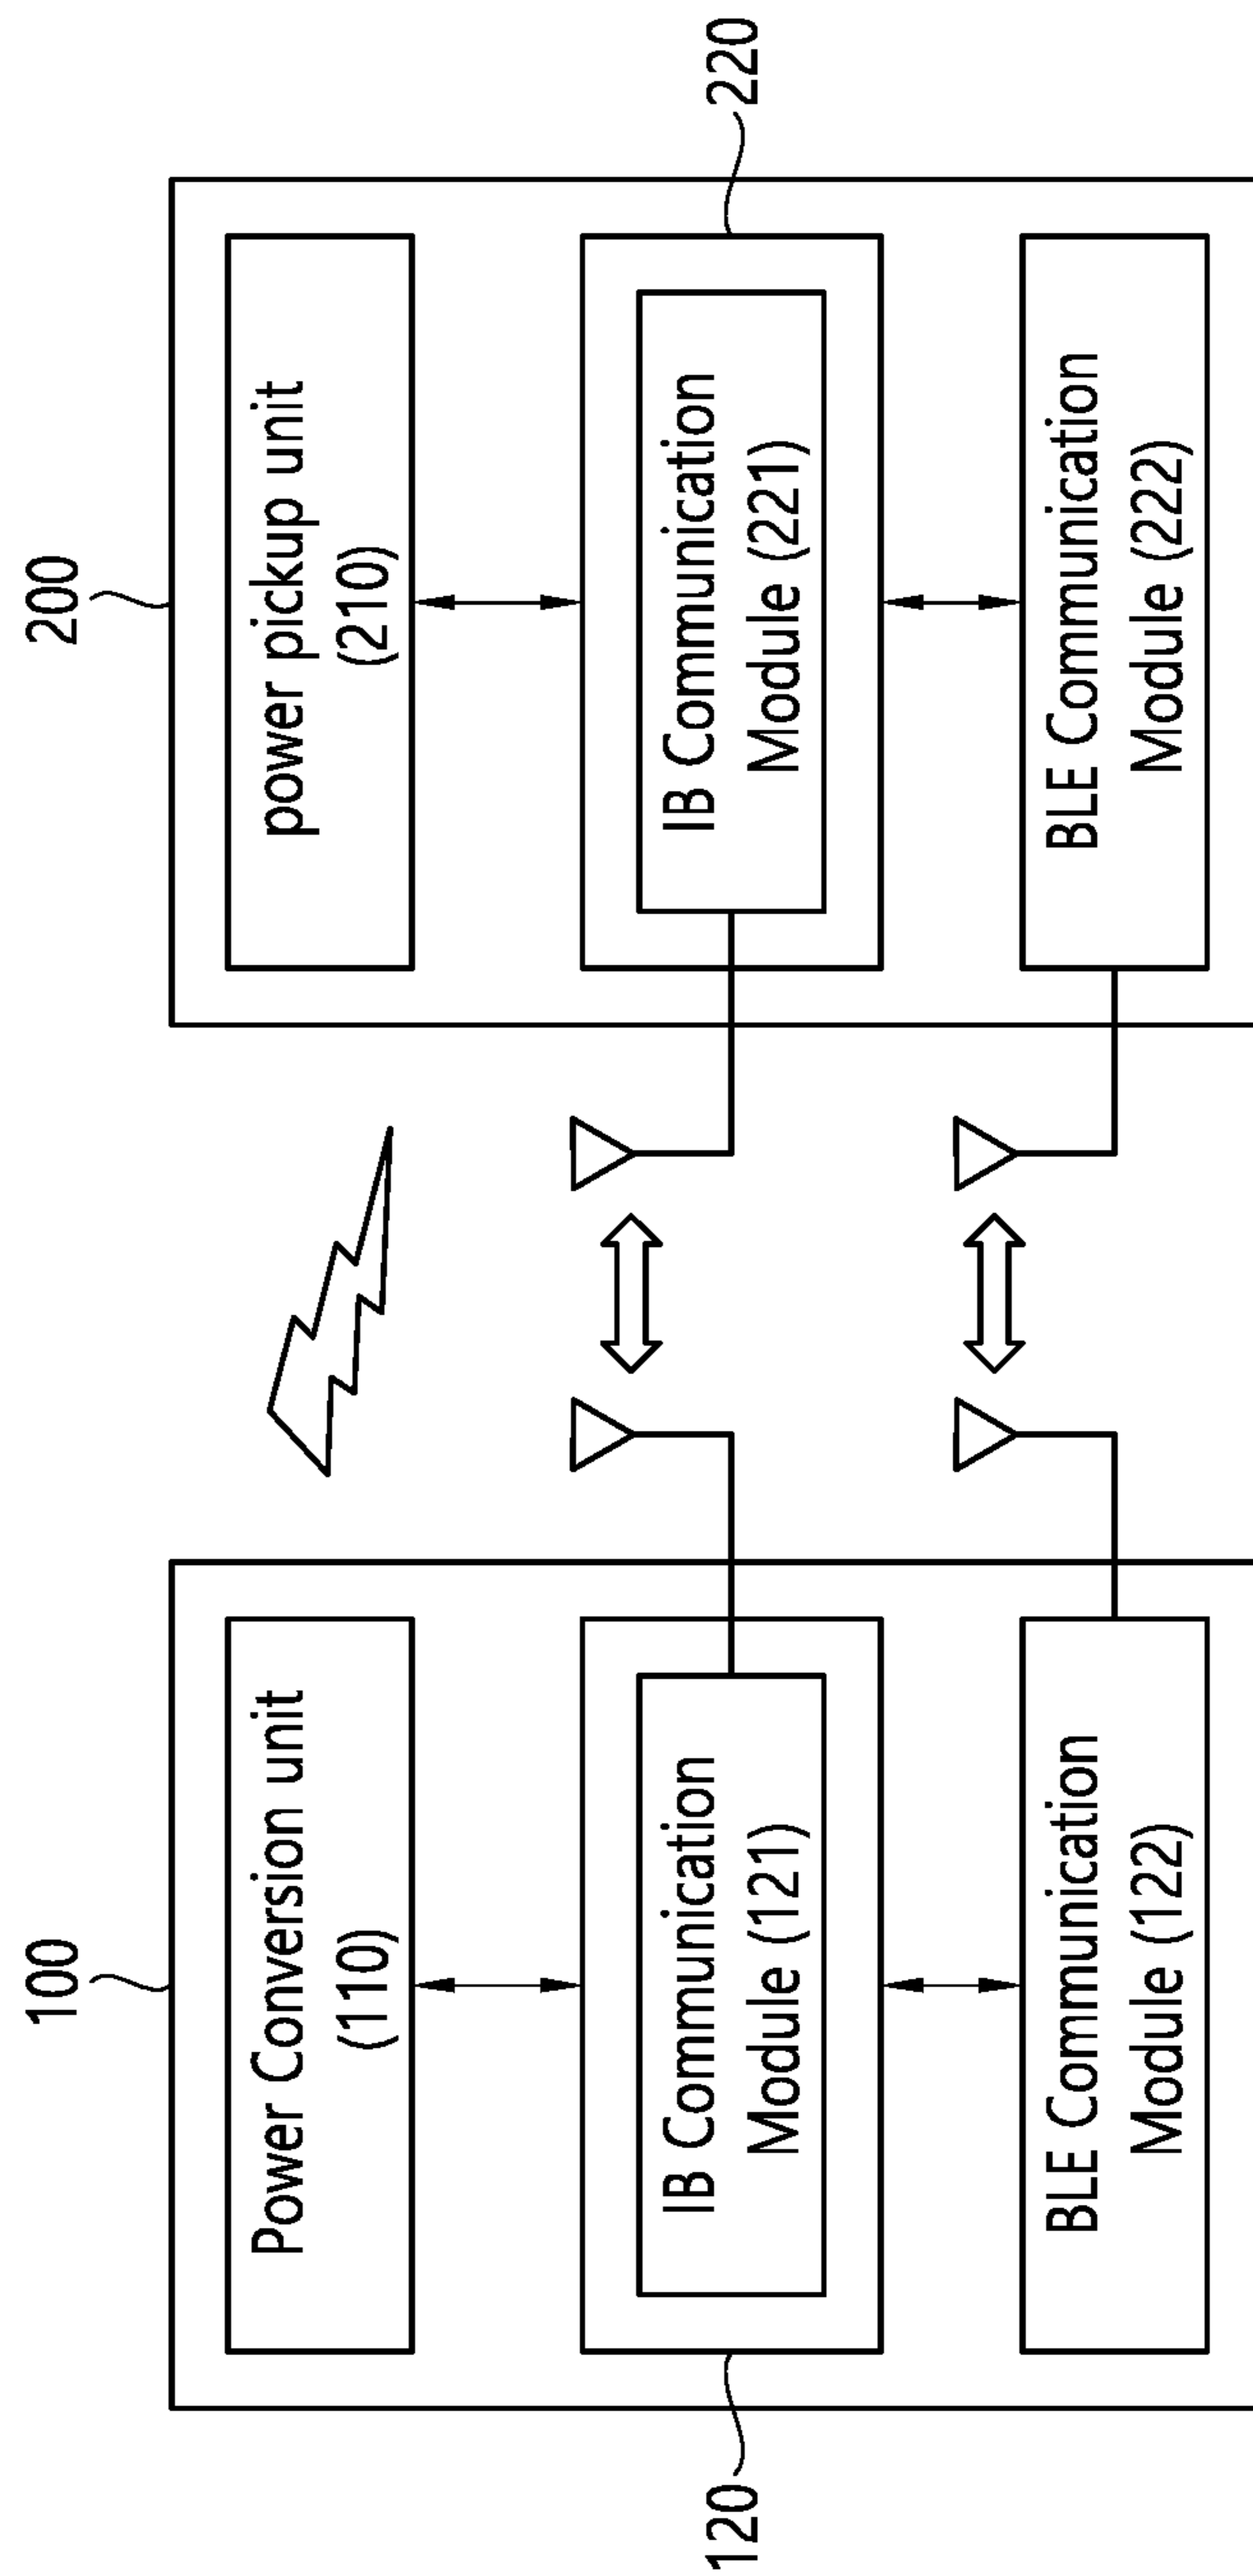 100
200
Power Conversion unit
(110)
power pickup unit
(210)
IB Communication
Module (121)
IB Communication
Module (221)
120
220
BLE Communication
Module (122)
BLE Communication
Module (222)